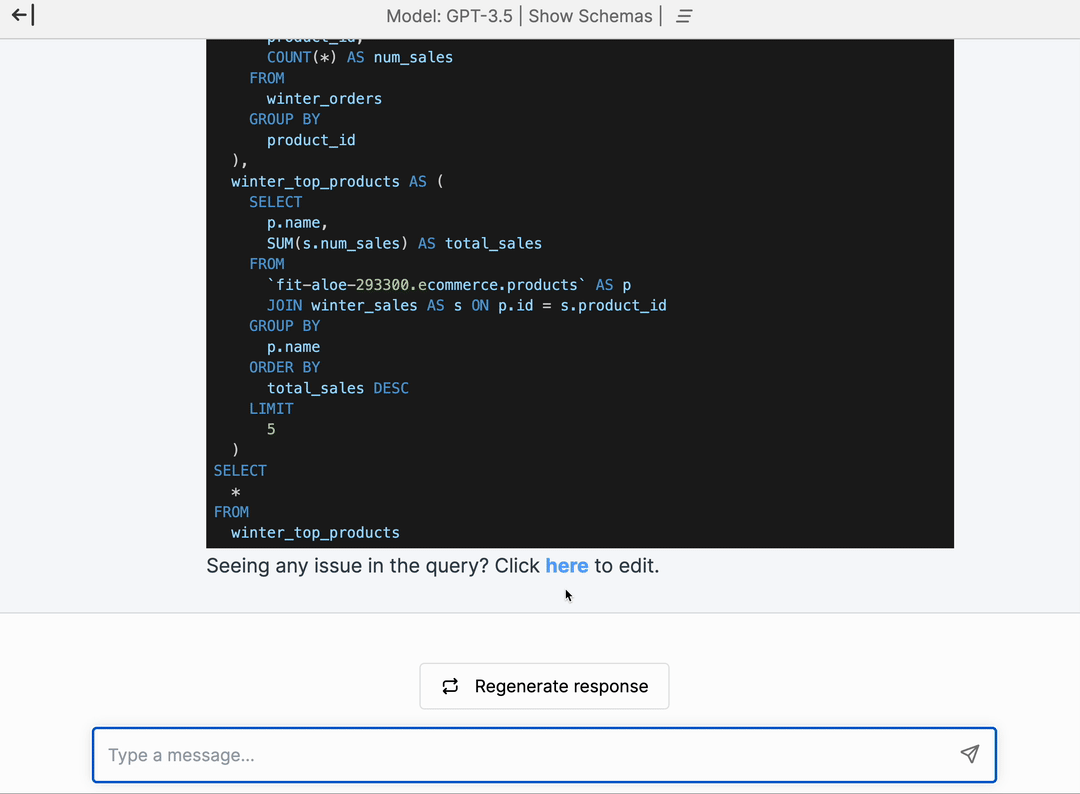 Model: GPT-3.5 | Show Schemas |
product_id,
COUNT(*) AS num_sales
FROM
winter_orders
GROUP BY
product_id
),
winter_top_products AS (
SELECT
p.name,
SUM(s.num_sales) AS total_sales
FROM
`fit-aloe-293300.ecommerce.products` AS p
JOIN winter_sales AS s ON p.id = s.product_id
GROUP BY
p.name
ORDER BY
total_sales DESC
LIMIT
5
)
SELECT
*
FROM
winter_top_products
Seeing any issue in the query? Click here to edit.
Regenerate response
Type a message...